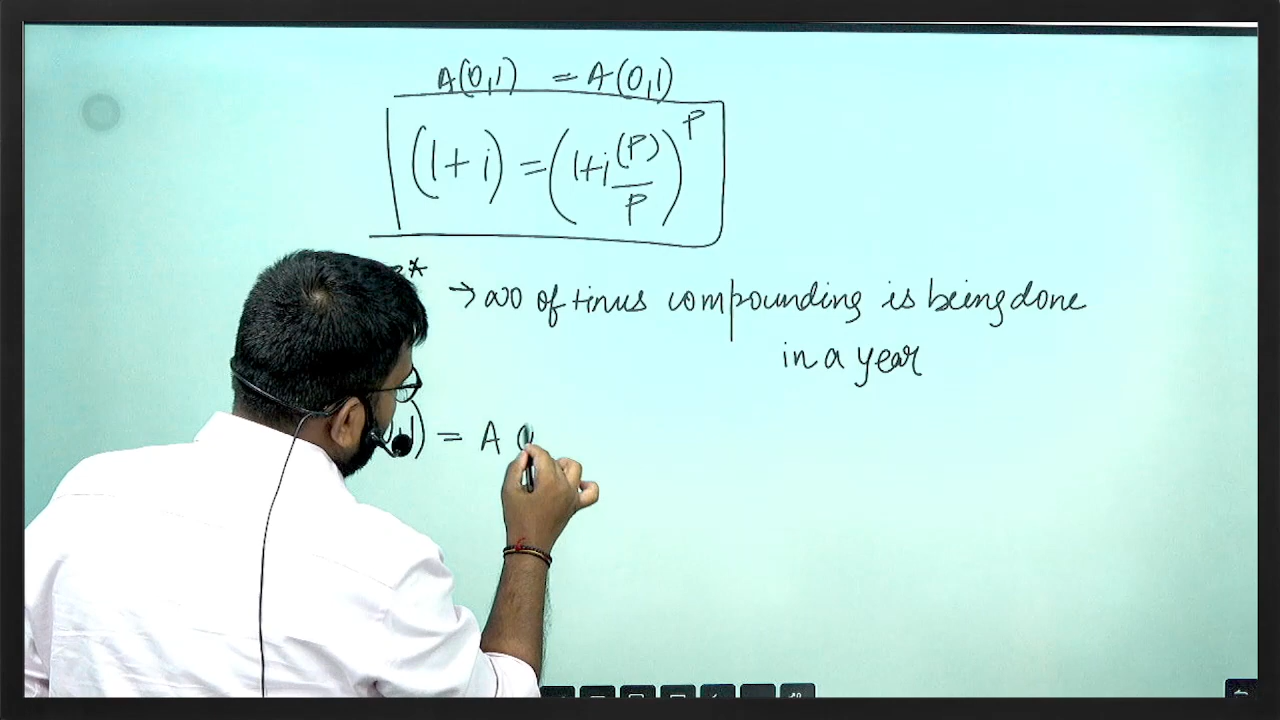 A(0,1) = A(0,1)
(1+i) = (1+i^(P)/P)^P
* → no of times compounding is being done
in a year
) = A (